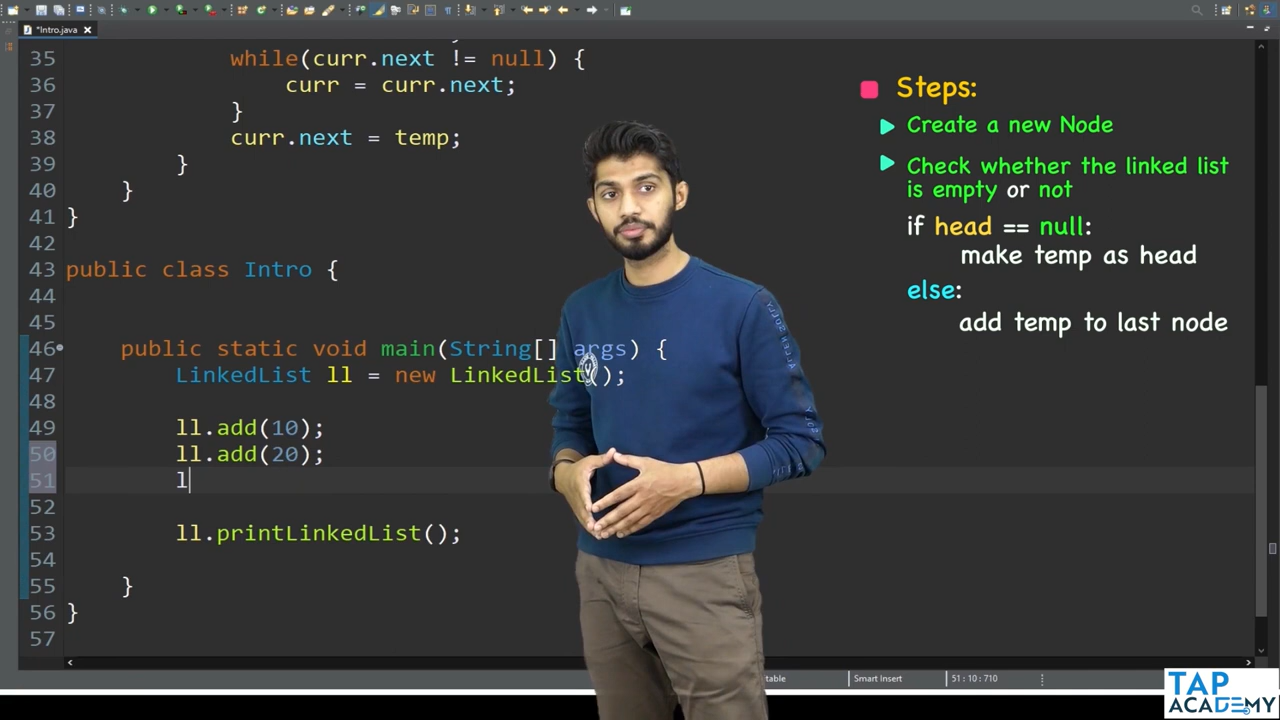 *Intro.java
35 while(curr.next != null) {
36 curr = curr.next;
37 }
38 curr.next = temp;
39 }
40 }
41 }
42
43 public class Intro {
44
45
46 public static void main(String[] args) {
47 LinkedList ll = new LinkedList();
48
49 ll.add(10);
50 ll.add(20);
51 l
52
53 ll.printLinkedList();
54
55 }
56 }
57
Steps:
Create a new Node
Check whether the linked list
is empty or not
if head == null:
make temp as head
else:
add temp to last node
Smart Insert
51 : 10 : 710
TAP
ACADEMY